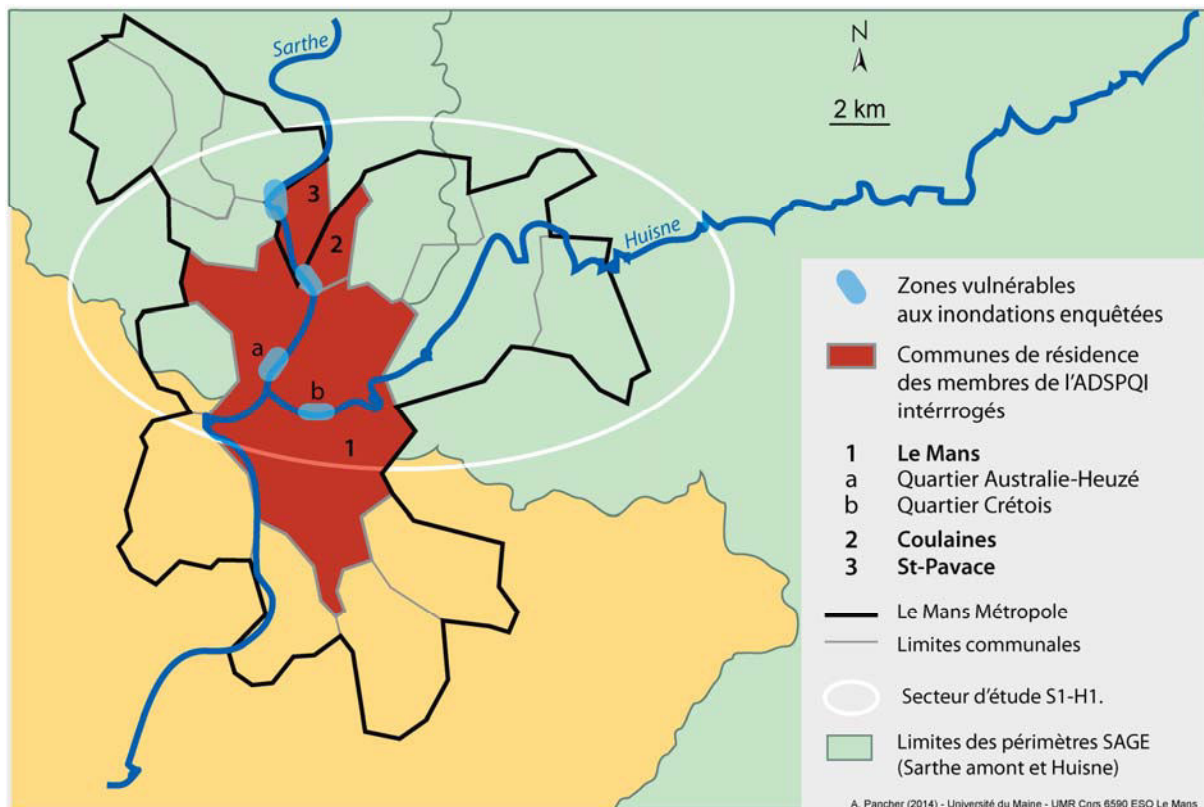 Sarthe
N
2 km
3
2
Huisne
a
b
1
Zones vulnérables
aux inondations enquêtées
Communes de résidence
des membres de l'ADSPQI
intérrrogés
1 Le Mans
a Quartier Australie-Heuzé
b Quartier Crétois
2 Coulaines
3 St-Pavace
Le Mans Métropole
Limites communales
Secteur d'étude S1-H1.
Limites des périmètres SAGE
(Sarthe amont et Huisne)
A. Pancher (2014) - Université du Maine - UMR Cnrs 6590 ESO Le Mans